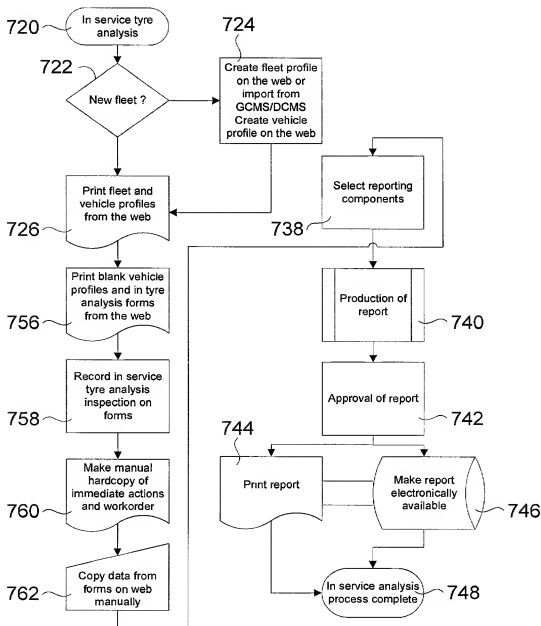 720
In service tyre
analysis
722
New fleet ?
724
Create fleet profile
on the web or
import from
GCMS/DCMS
Create vehicle
profile on the web
Print fleet and
vehicle profiles
from the web
726
Print blank vehicle
profiles and in tyre
analysis forms
from the web
756
Record in service
tyre analysis
inspection on
forms
758
Make manual
hardcopy of
immediate actions
and workorder
760
Copy data from
forms on web
manually
762
Select reporting
components
738
Production of
report
740
Approval of report
742
744
Print report
Make report
electronically
available
746
In service analysis
process complete
748